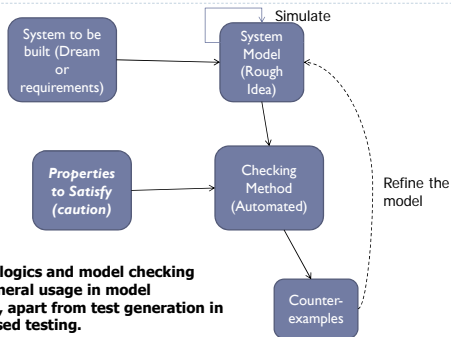 Simulate
System to be
built (Dream
or
requirements)
System
Model
(Rough
Idea)
Properties
to Satisfy
(caution)
Checking
Method
(Automated)
Refine the
model
logics and model checking
neral usage in model
, apart from test generation in
sed testing.
Counter-
examples